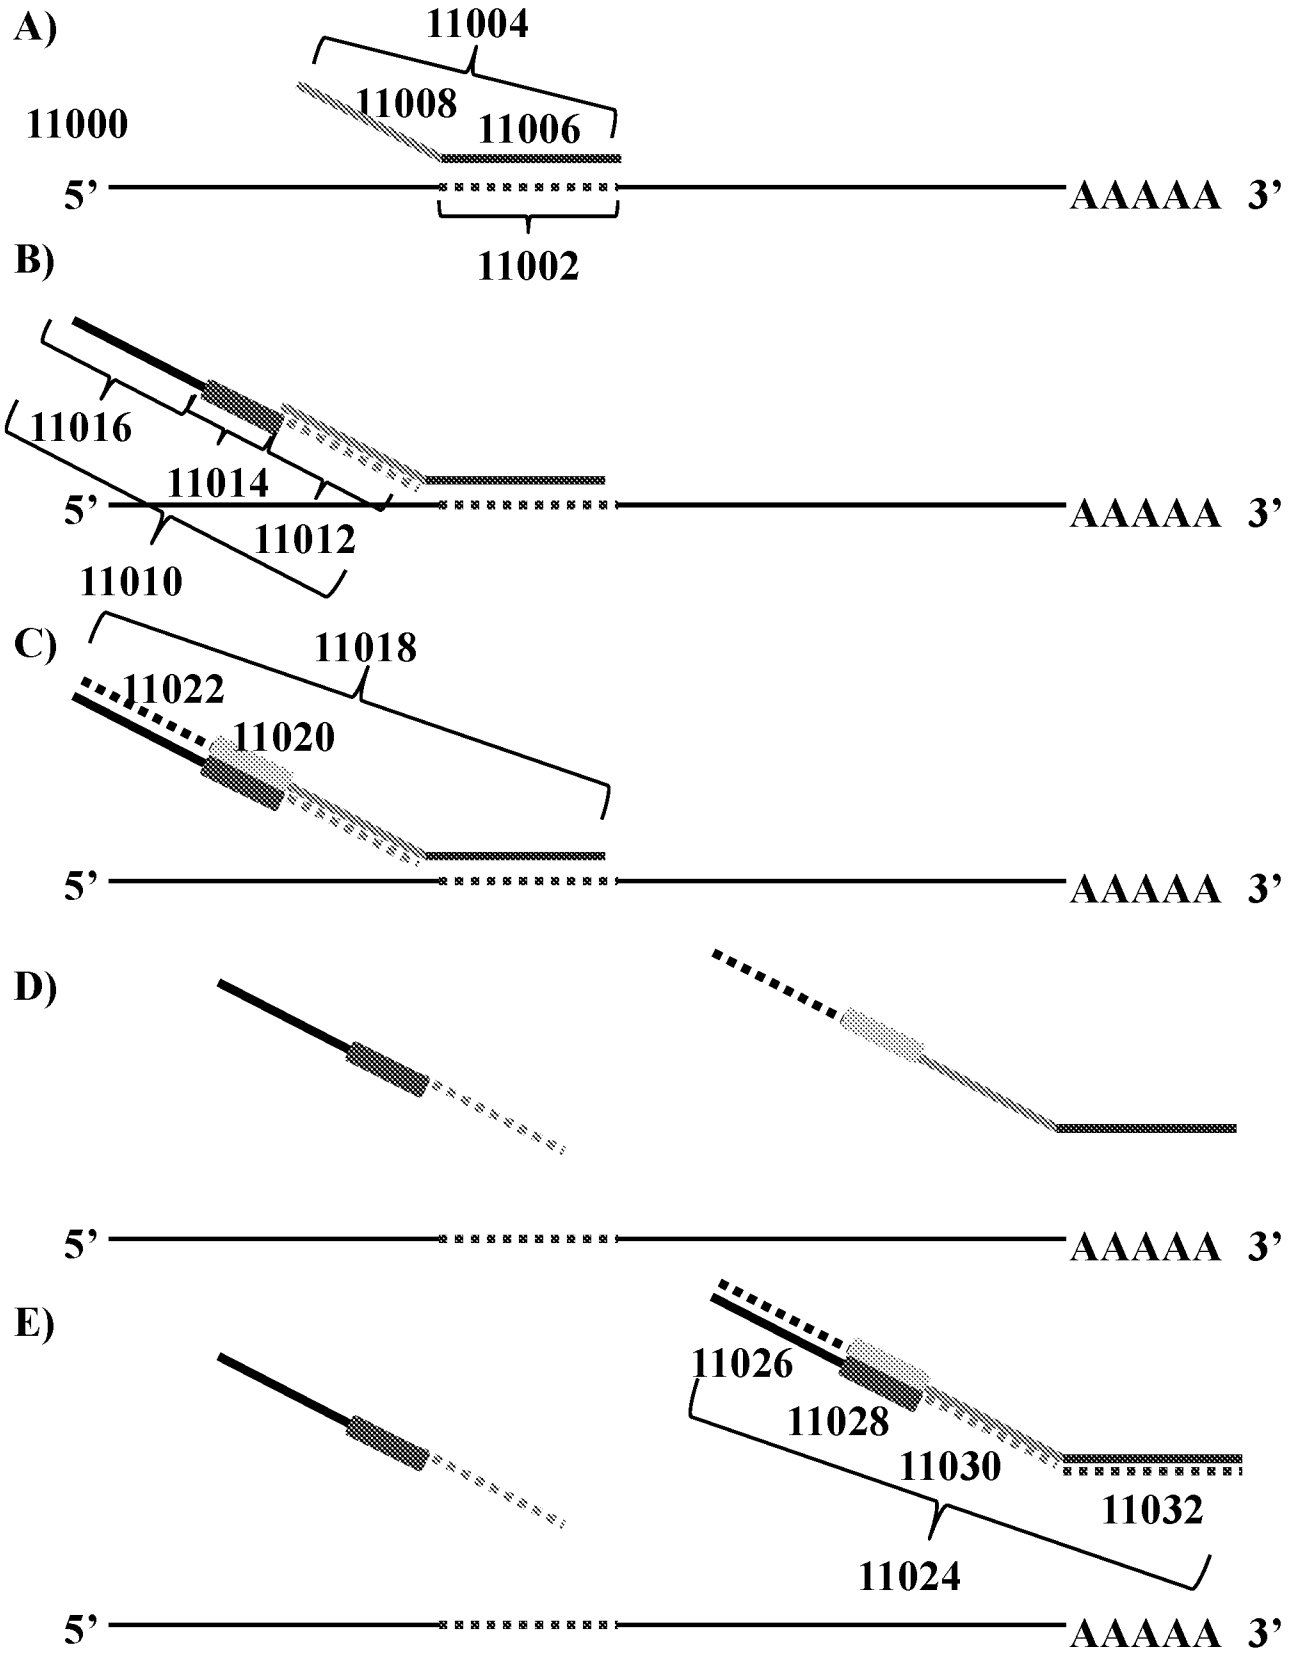 A)
11004
11008
11006
11000
5’ AAAAA 3’
11002
B)
11016
11014
5’ AAAAA 3’
11012
11010
C)
11018
11022
11020
5’ AAAAA 3’
D)
5’ AAAAA 3’
E)
11026
11028
11030
11032
11024
5’ AAAAA 3’